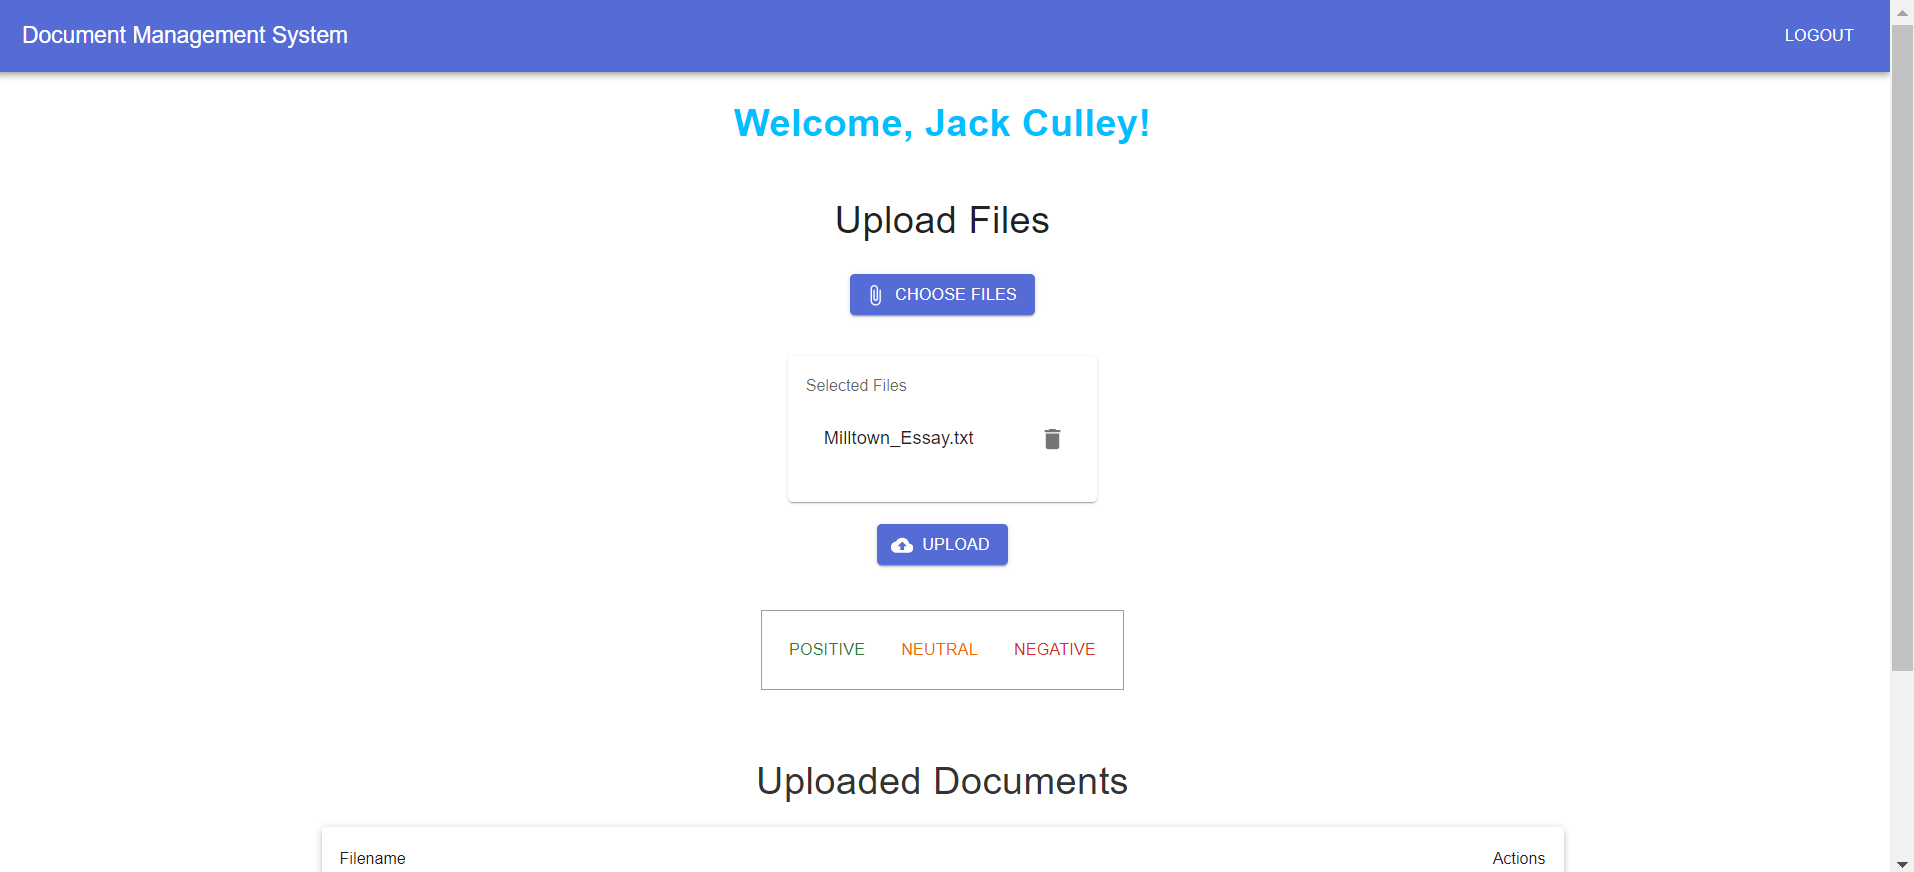 Document Management System
LOGOUT
Welcome, Jack Culley!
Upload Files
CHOOSE FILES
Selected Files
Milltown_Essay.txt
UPLOAD
POSITIVE NEUTRAL NEGATIVE
Uploaded Documents
Filename Actions